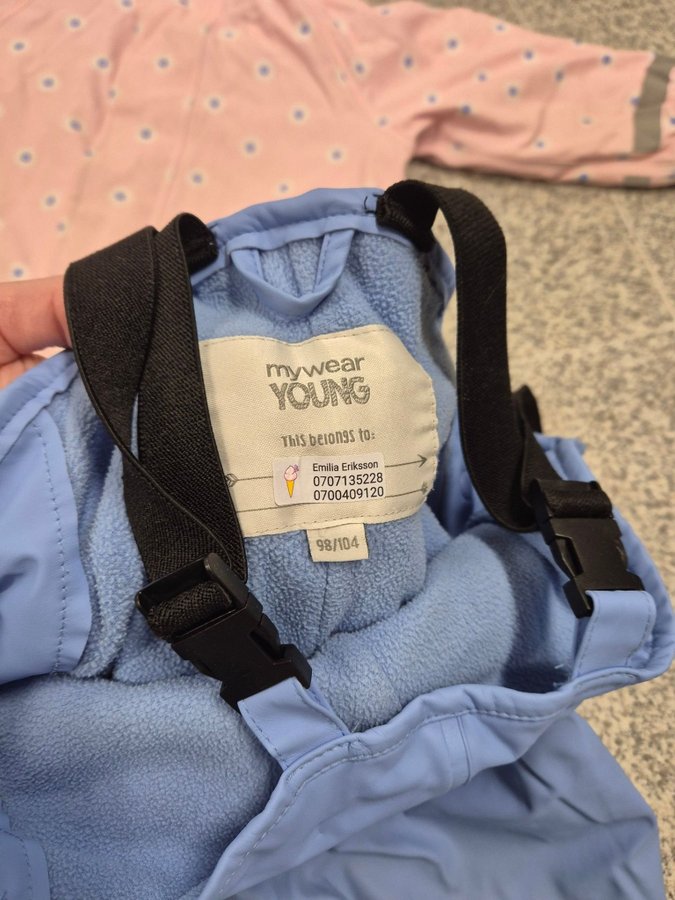 mywear
YOUNG
This belongs to:
Emilia Eriksson
0707135228
0700409120
98/104